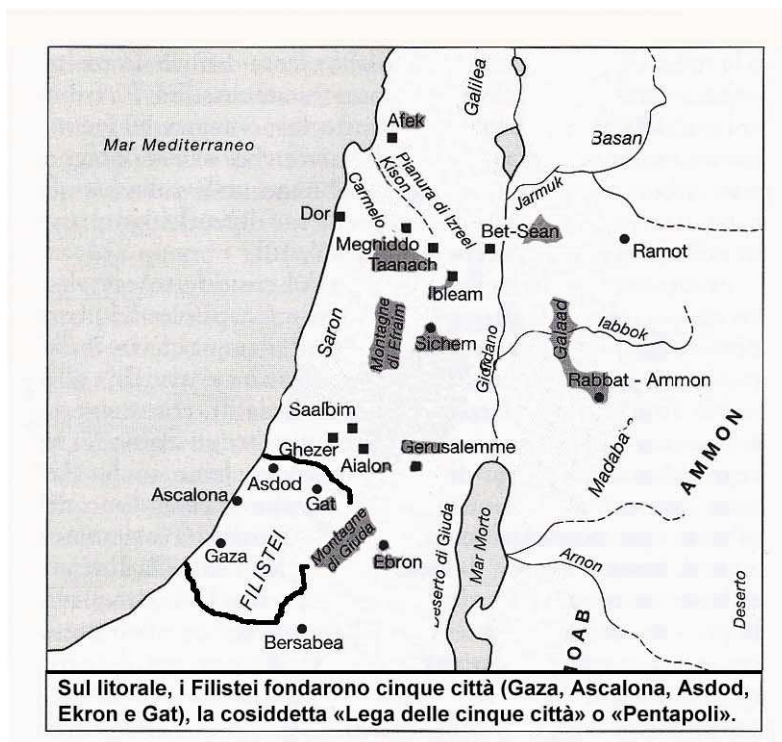 Mar Mediterraneo
Galilea
Basan
Afek
Pianura di Izreel
Kison
Carmelo
Jarmuk
Dor
Bet-Sean
Ramot
Meghiddo
Taanach
Ibleam
Saron
Montagne
di Efraim
Sichem
Giordano
Galaad
Iabbok
Rabbat - Ammon
Saalbim
Ghezer
Aialon
Gerusalemme
Madaba
AMMON
Asdod
Ascalona
Gat
Gaza
Montagne
di Giuda
Ebron
FILISTEI
Bersabea
Deserto di Giuda
Mar Morto
Arnon
MOAB
Deserto
Sul litorale, i Filistei fondarono cinque città (Gaza, Ascalona, Asdod,
Ekron e Gat), la cosiddetta «Lega delle cinque città» o «Pentapoli».